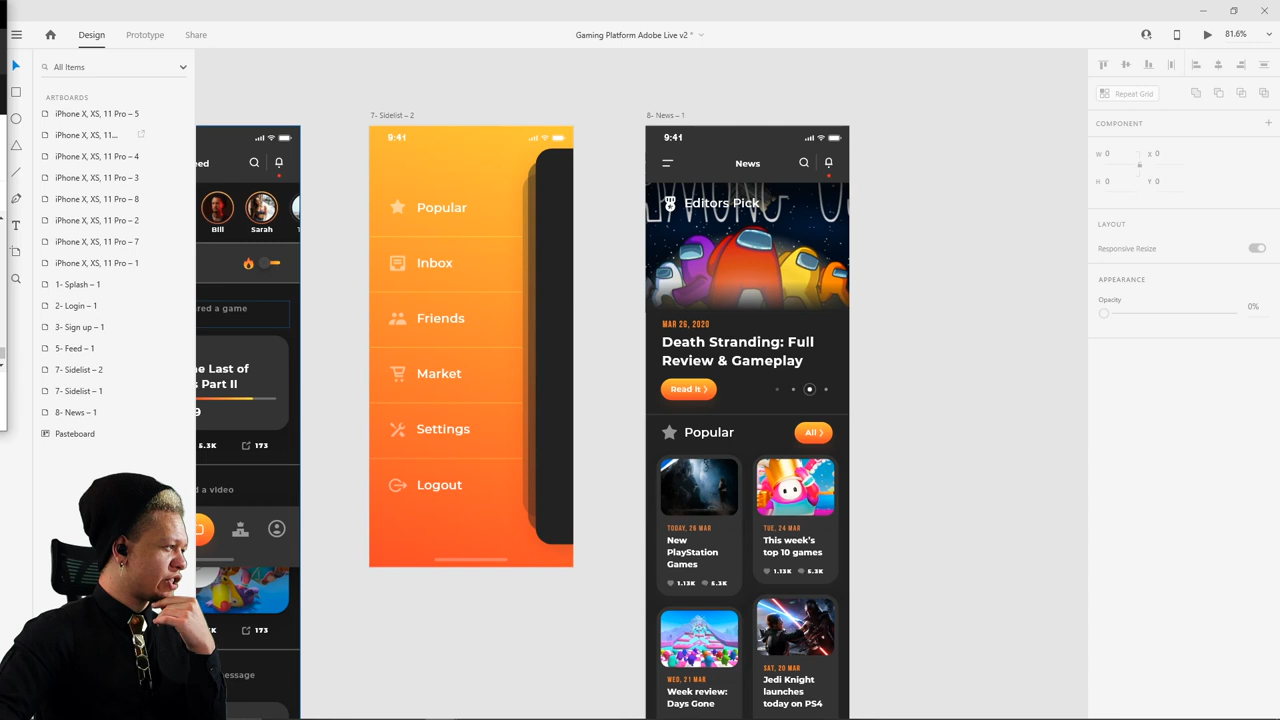 Design
Prototype
Share
Gaming Platform Adobe Live v2 *
81.6%
All Items
ARTBOARDS
iPhone X, XS, 11 Pro – 5
iPhone X, XS, 11...
iPhone X, XS, 11 Pro – 4
iPhone X, XS, 11 Pro – 3
iPhone X, XS, 11 Pro – 8
iPhone X, XS, 11 Pro – 2
iPhone X, XS, 11 Pro – 7
iPhone X, XS, 11 Pro – 1
1- Splash – 1
2- Login – 1
3- Sign up – 1
5- Feed – 1
7- Sidelist – 2
7- Sidelist – 1
8- News – 1
Pasteboard
eed
Bill
Sarah
red a game
e Last of
s Part II
9
5.3K
173
d a video
K
173
essage
7- Sidelist – 2
9:41
Popular
Inbox
Friends
Market
Settings
Logout
8- News – 1
9:41
News
Editors Pick
MAR 26, 2020
Death Stranding: Full
Review & Gameplay
Read it
Popular
All
TODAY, 26 MAR
New
PlayStation
Games
1.13K
5.3K
TUE, 24 MAR
This week's
top 10 games
1.13K
5.3K
WED, 21 MAR
Week review:
Days Gone
SAT, 20 MAR
Jedi Knight
launches
today on PS4
Repeat Grid
COMPONENT
W 0
X 0
H 0
Y 0
LAYOUT
Responsive Resize
APPEARANCE
Opacity
0%